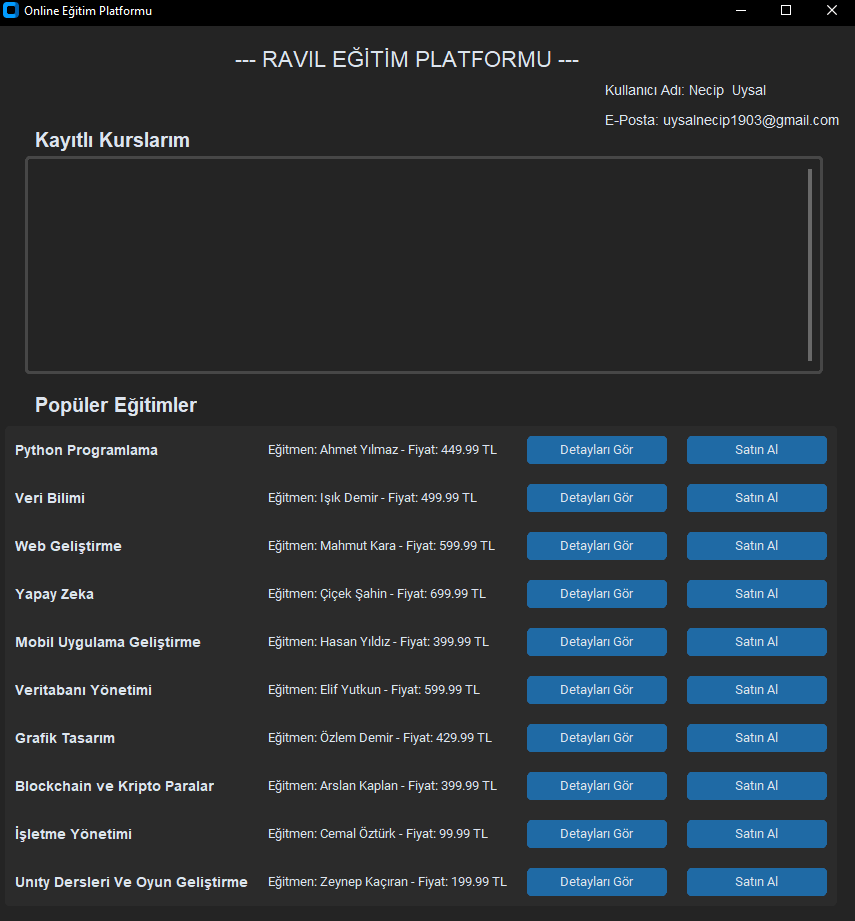 Online Eğitim Platformu
--- RAVIL EĞİTİM PLATFORMU ---
Kullanıcı Adı: Necip  Uysal
E-Posta: uysalnecip1903@gmail.com
Kayıtlı Kurslarım
Popüler Eğitimler
Python Programlama Eğitmen: Ahmet Yılmaz - Fiyat: 449.99 TL Detayları Gör Satın Al
Veri Bilimi Eğitmen: Işık Demir - Fiyat: 499.99 TL Detayları Gör Satın Al
Web Geliştirme Eğitmen: Mahmut Kara - Fiyat: 599.99 TL Detayları Gör Satın Al
Yapay Zeka Eğitmen: Çiçek Şahin - Fiyat: 699.99 TL Detayları Gör Satın Al
Mobil Uygulama Geliştirme Eğitmen: Hasan Yıldız - Fiyat: 399.99 TL Detayları Gör Satın Al
Veritabanı Yönetimi Eğitmen: Elif Yutkun - Fiyat: 599.99 TL Detayları Gör Satın Al
Grafik Tasarım Eğitmen: Özlem Demir - Fiyat: 429.99 TL Detayları Gör Satın Al
Blockchain ve Kripto Paralar Eğitmen: Arslan Kaplan - Fiyat: 399.99 TL Detayları Gör Satın Al
İşletme Yönetimi Eğitmen: Cemal Öztürk - Fiyat: 99.99 TL Detayları Gör Satın Al
Unıty Dersleri Ve Oyun Geliştirme Eğitmen: Zeynep Kaçıran - Fiyat: 199.99 TL Detayları Gör Satın Al